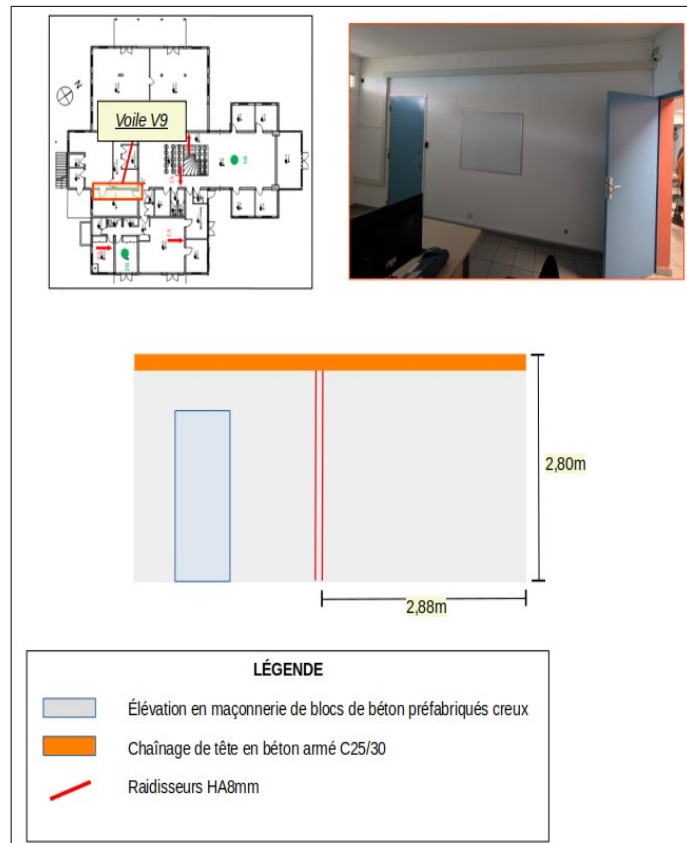 N
Voile V9
2,80m
2,88m
LÉGENDE
Élévation en maçonnerie de blocs de béton préfabriqués creux
Chaînage de tête en béton armé C25/30
Raidisseurs HA8mm